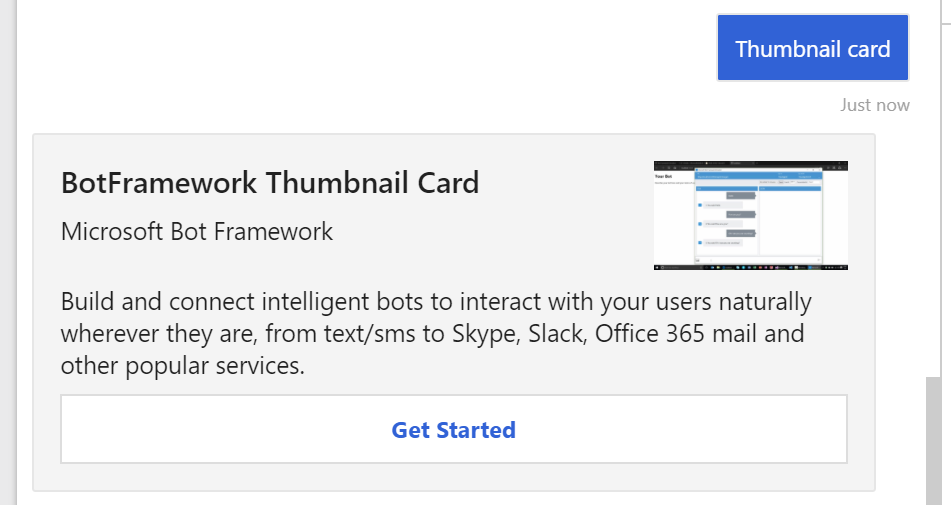 Thumbnail card
Just now
BotFramework Thumbnail Card
Microsoft Bot Framework
Build and connect intelligent bots to interact with your users naturally
wherever they are, from text/sms to Skype, Slack, Office 365 mail and
other popular services.
Get Started